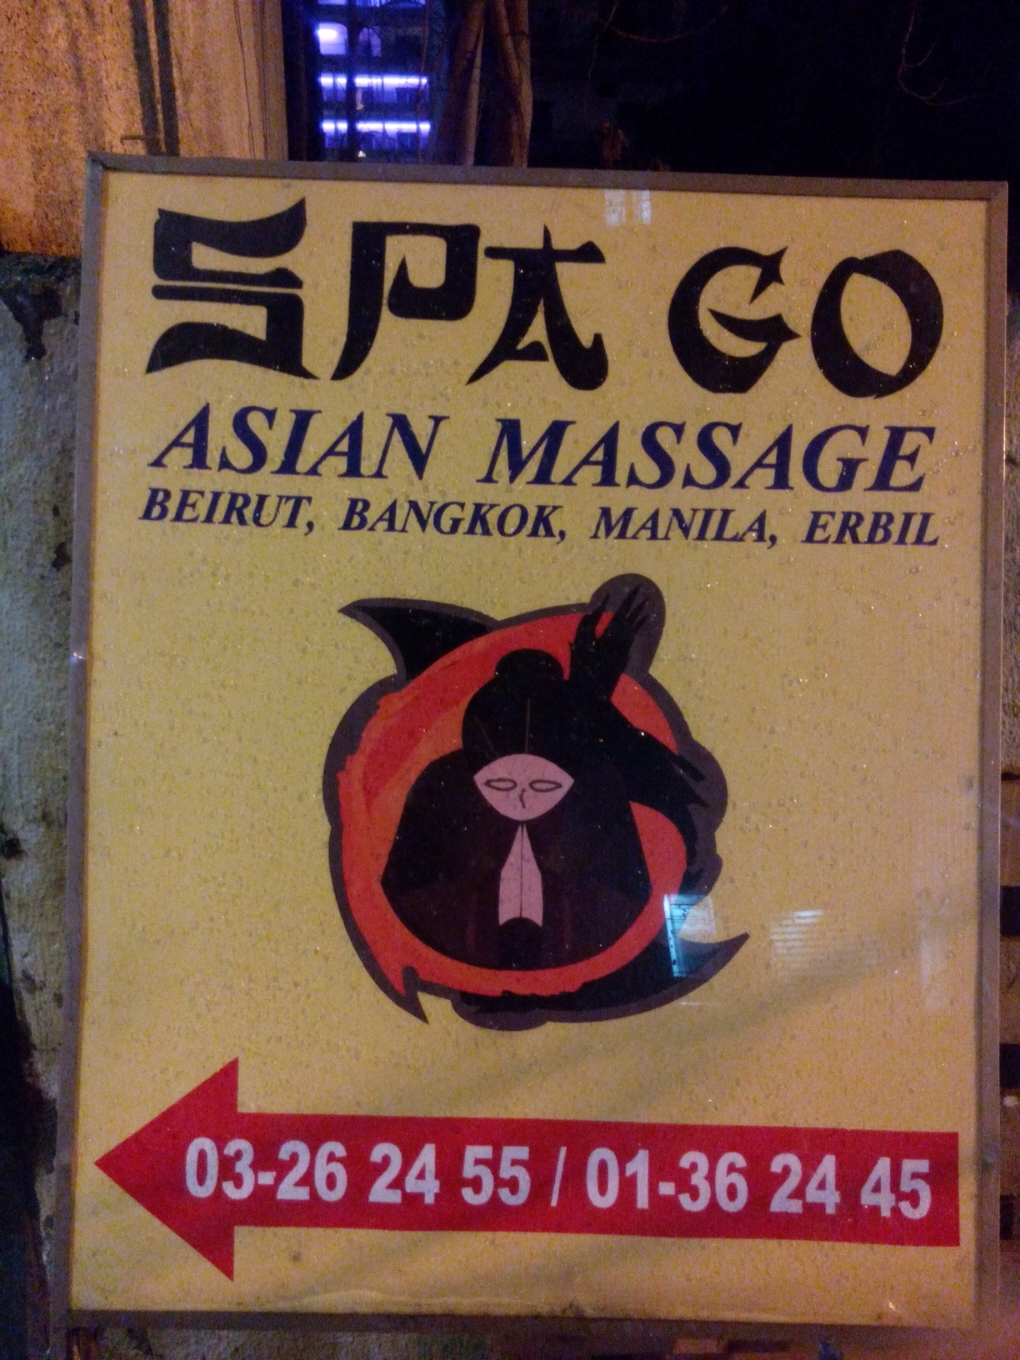 SPA GO
ASIAN MASSAGE
BEIRUT, BANGKOK, MANILA, ERBIL
03-26 24 55 / 01-36 24 45